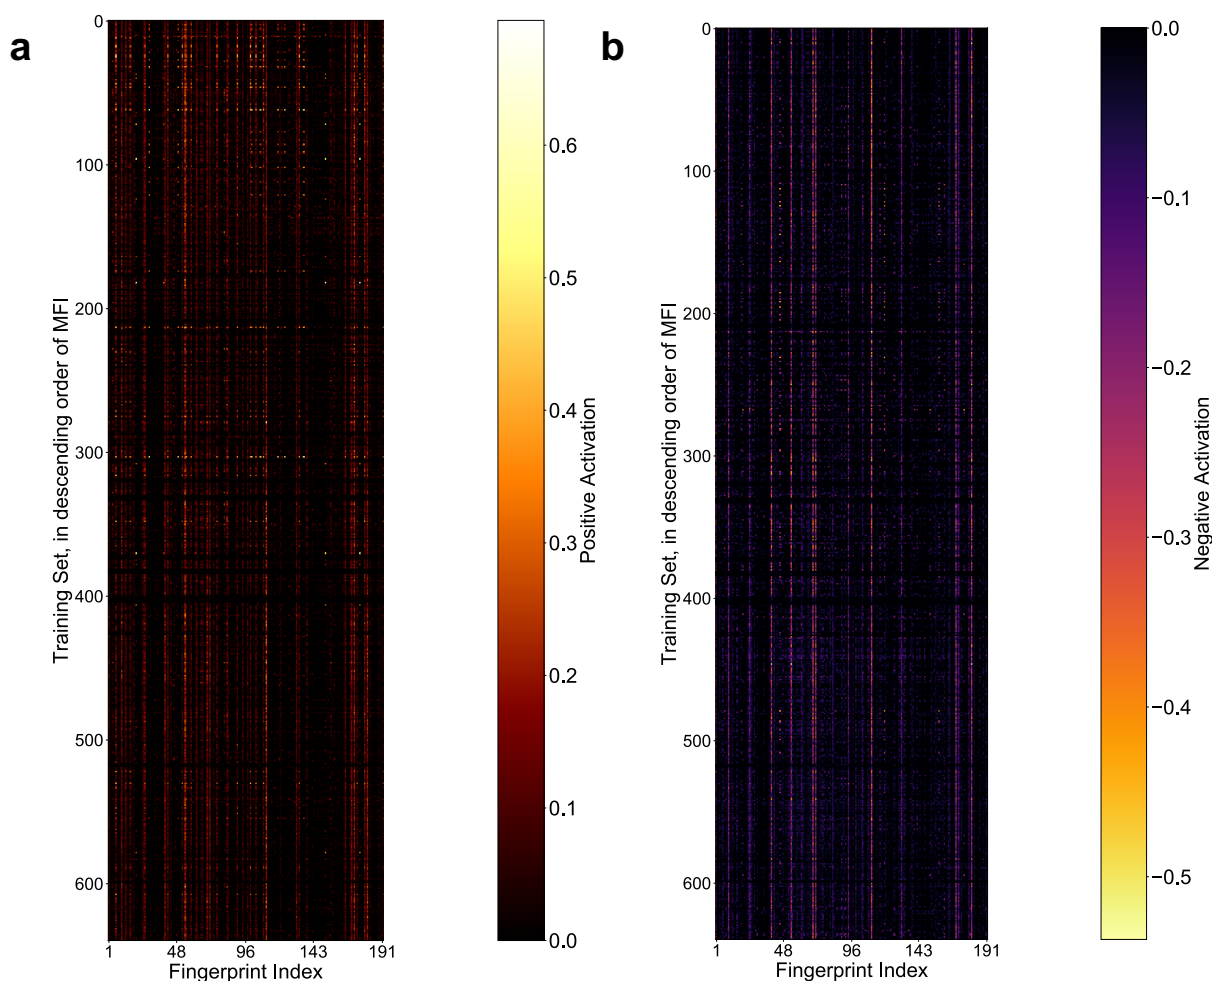 a
0
100
200
300
400
500
600
Training Set, in descending order of MFI
1 48 96 143 191
Fingerprint Index
0.6
0.5
0.4
0.3
0.2
0.1
0.0
Positive Activation
b
0
100
200
300
400
500
600
Training Set, in descending order of MFI
1 48 96 143 191
Fingerprint Index
0.0
−0.1
−0.2
−0.3
−0.4
−0.5
Negative Activation